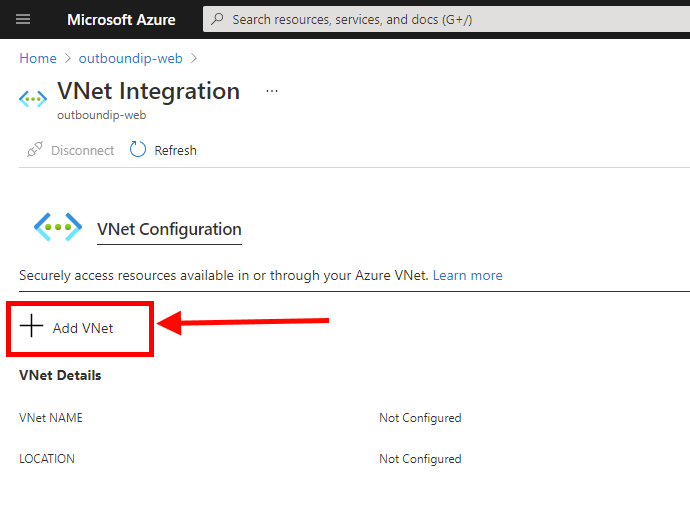 Microsoft Azure
Search resources, services, and docs (G+/)
Home > outboundip-web >
VNet Integration ...
outboundip-web
Disconnect Refresh
VNet Configuration
Securely access resources available in or through your Azure VNet. Learn more
Add VNet
VNet Details
VNet NAME Not Configured
LOCATION Not Configured